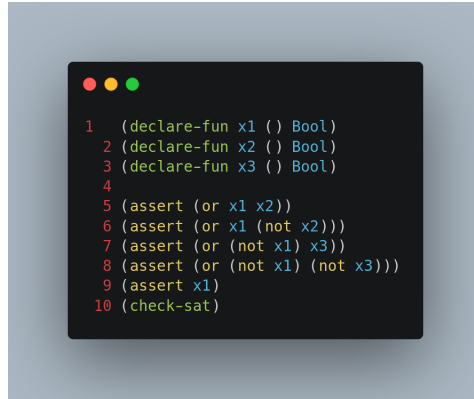 1 (declare-fun x1 () Bool)
2 (declare-fun x2 () Bool)
3 (declare-fun x3 () Bool)
4
5 (assert (or x1 x2))
6 (assert (or x1 (not x2)))
7 (assert (or (not x1) x3))
8 (assert (or (not x1) (not x3)))
9 (assert x1)
10 (check-sat)